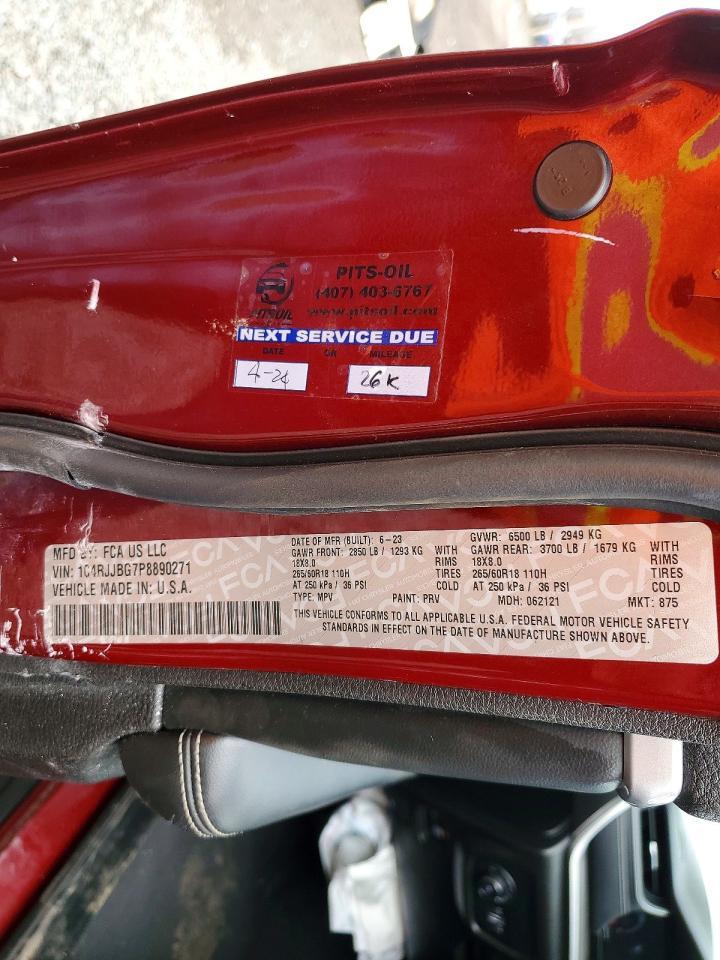 PITS-OIL
(407) 403-6767
PITSOIL
www.pitsoil.com
NEXT SERVICE DUE
DATE OR MILEAGE
4-24 26K
MFD BY: FCA US LLC
VIN: 1C4RJJBG7P8890271
VEHICLE MADE IN: U.S.A.
DATE OF MFR (BUILT): 6-23 GVWR: 6500 LB / 2949 KG
GAWR FRONT: 2850 LB / 1293 KG WITH GAWR REAR: 3700 LB / 1679 KG WITH
18X8.0 RIMS 18X8.0 RIMS
265/60R18 110H TIRES 265/60R18 110H TIRES
AT 250 kPa / 36 PSI COLD AT 250 kPa / 36 PSI COLD
TYPE: MPV PAINT: PRV MDH: 062121 MKT: 875
THIS VEHICLE CONFORMS TO ALL APPLICABLE U.S.A. FEDERAL MOTOR VEHICLE SAFETY
STANDARDS IN EFFECT ON THE DATE OF MANUFACTURE SHOWN ABOVE.